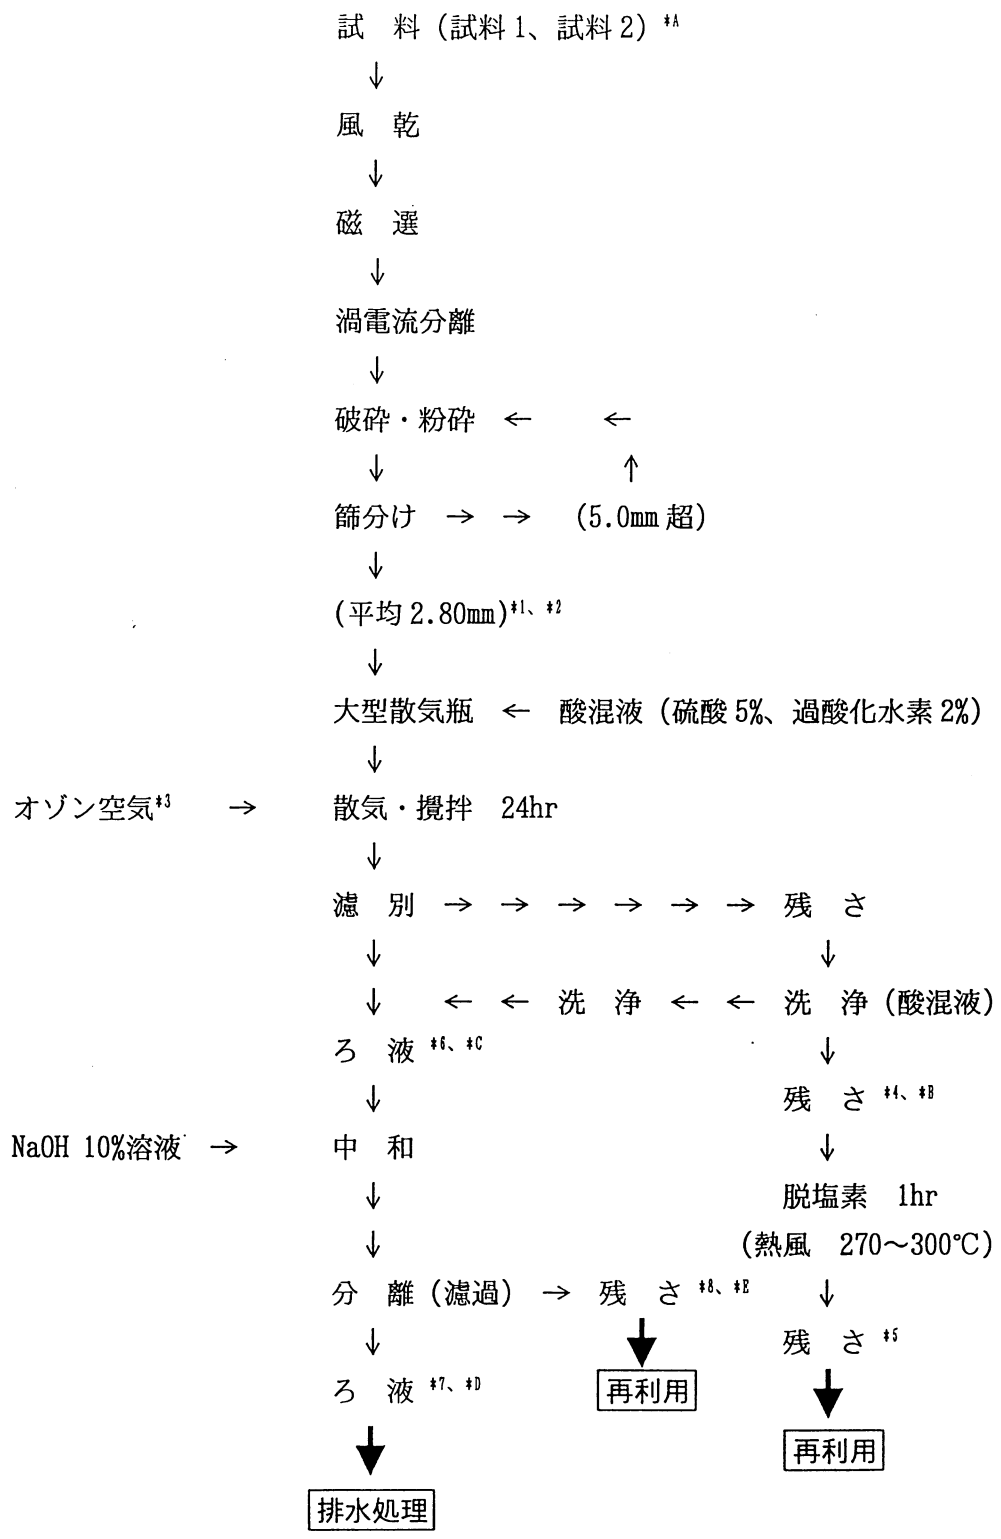 試　料（試料1、試料2）*A
↓
風　乾
↓
磁　選
↓
渦電流分離
↓
破砕・粉砕　←　　←
↓　　↑
篩分け　→　→　(5.0mm超)
↓
(平均2.80mm)*1、*2
↓
大型散気瓶　←　酸混液（硫酸5%、過酸化水素2%）
↓
オゾン空気*3　→　散気・攪拌　24hr
↓
濾　別　→　→　→　→　→　→　残　さ
↓　　↓
↓　←　←　洗　浄　←　←　洗　浄（酸混液）
ろ　液*6、*C　　↓
↓　　残　さ*4、*B
NaOH 10%溶液　→　中　和　　↓
↓　　脱塩素　1hr
↓　　(熱風　270～300℃)
分　離（濾過）　→　残　さ*8、*E　↓
↓　　残　さ*5
ろ　液*7、*D　　再利用
再利用
排水処理